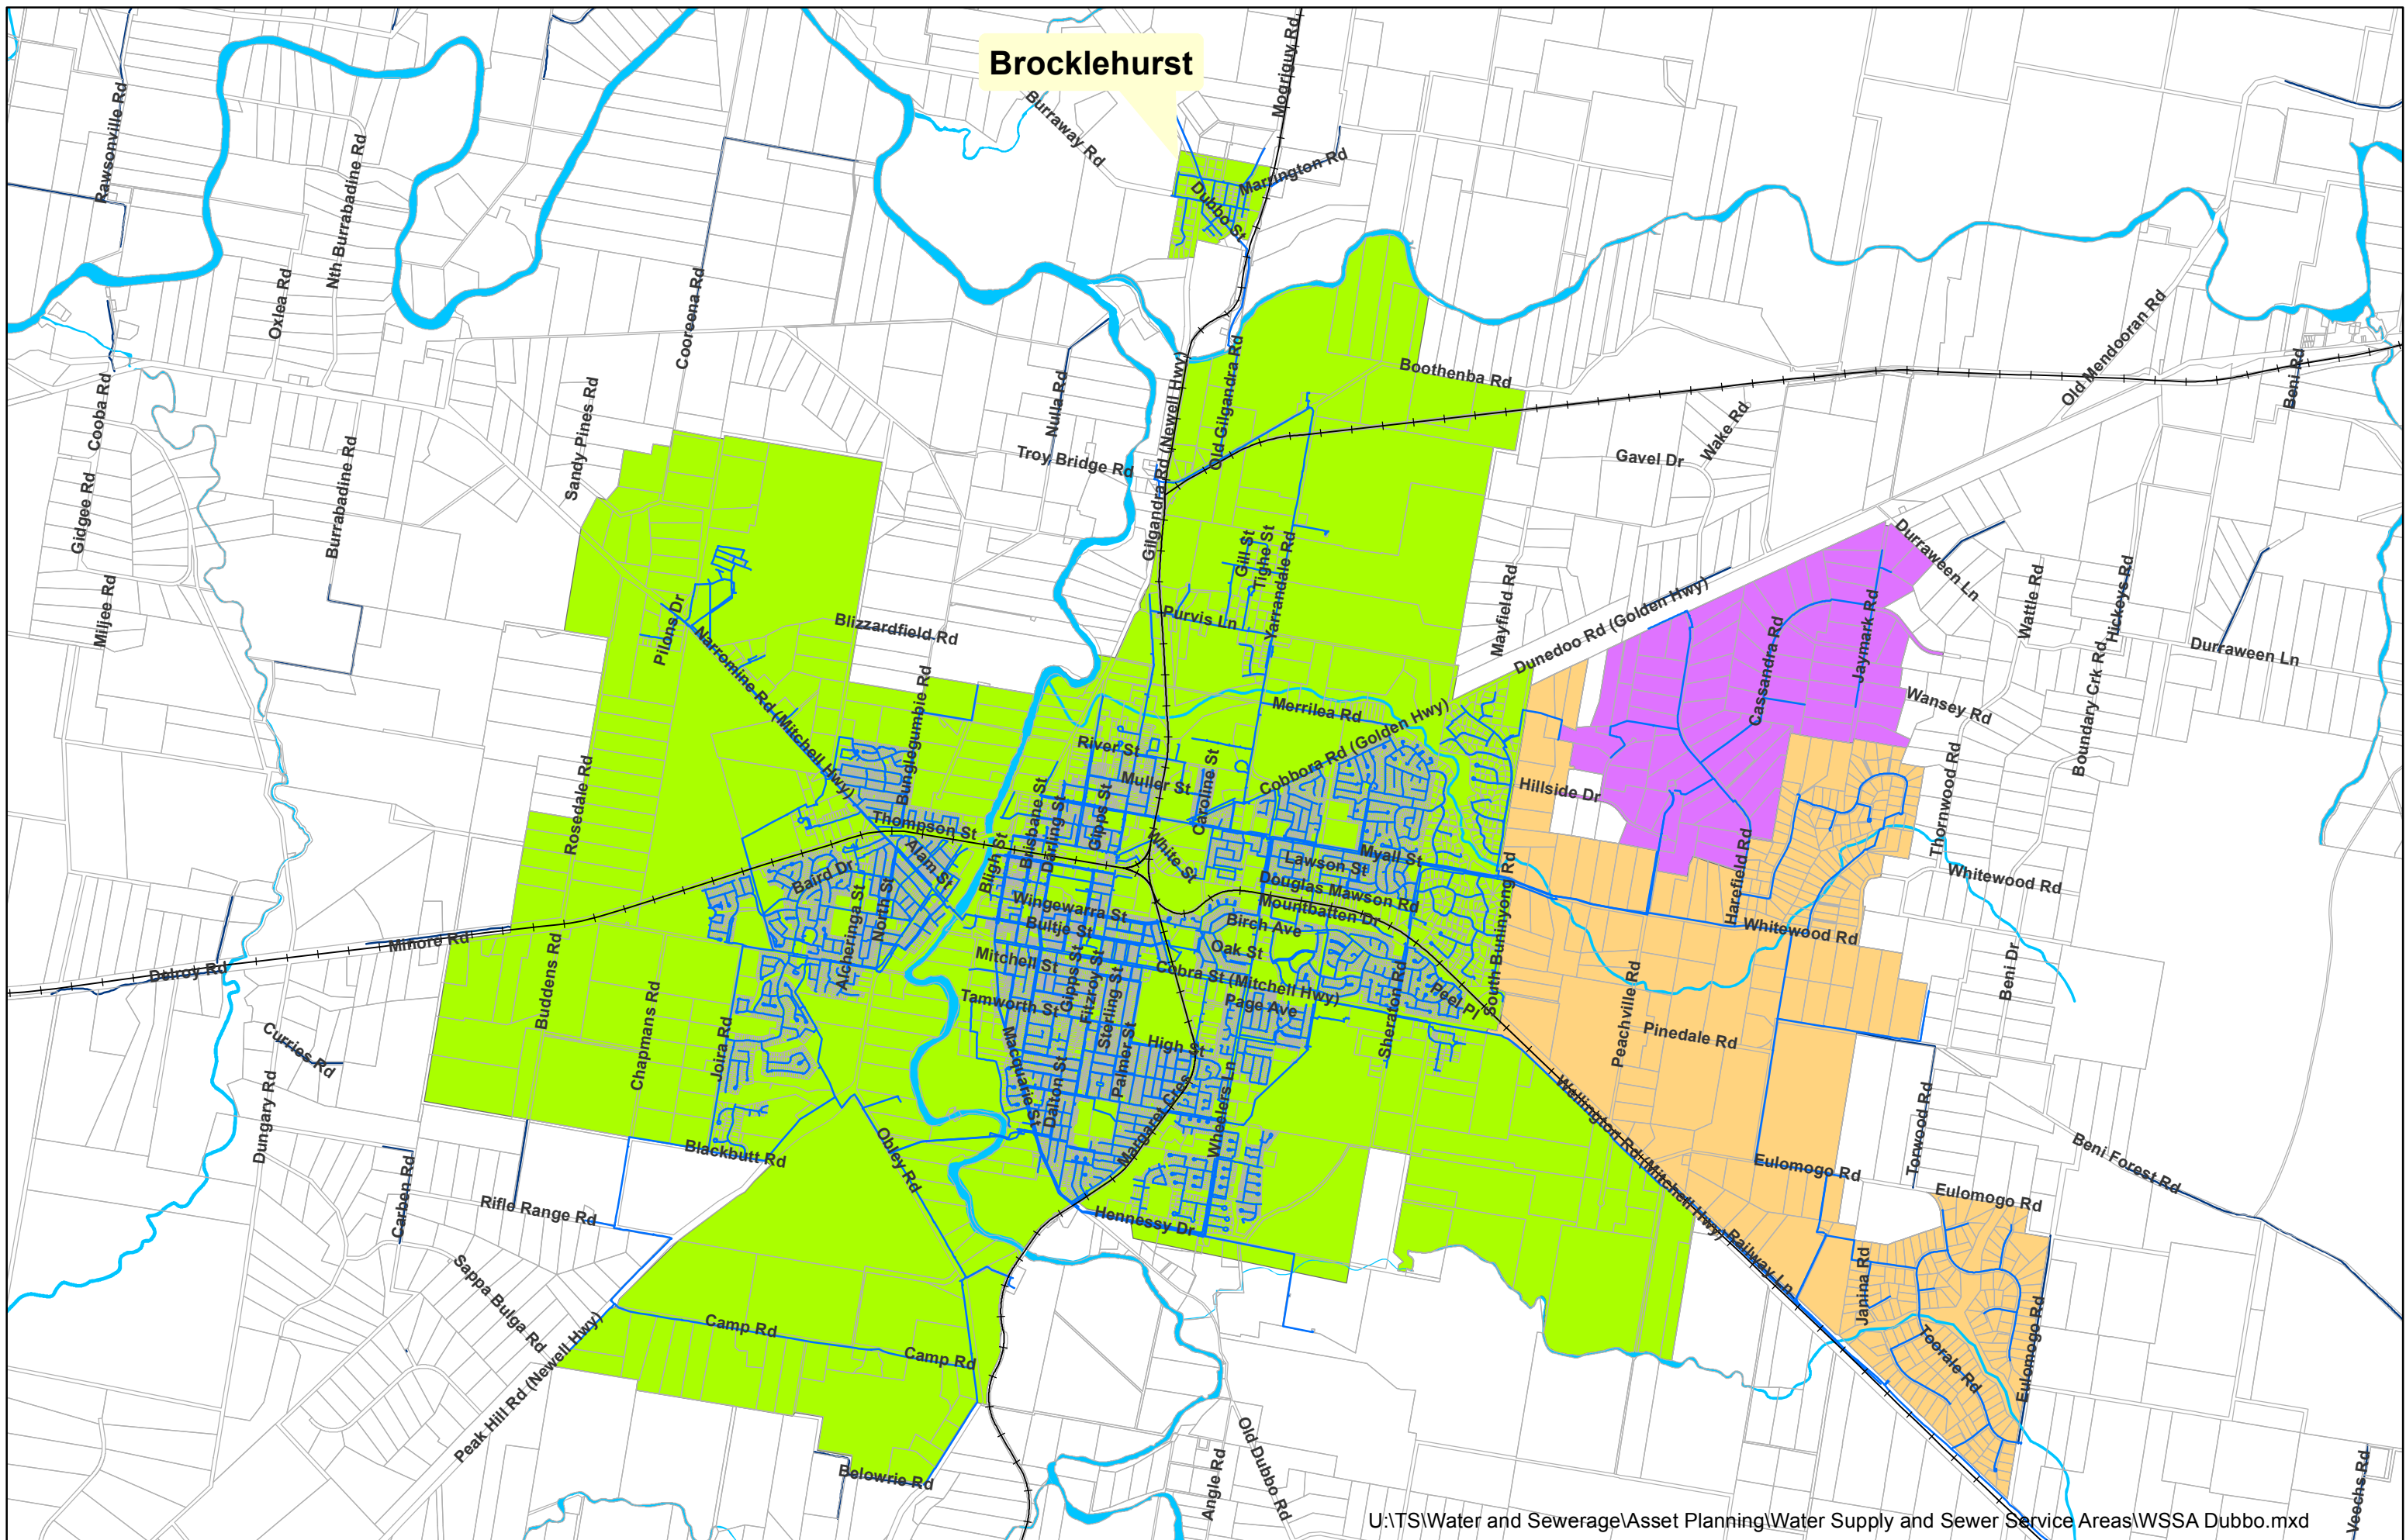 Brocklehurst
Mogriguy Rd
Burraway Rd
Rawsonville Rd
Nth Burrabadine Rd
Marrington Rd
Dubbo St
Oxlea Rd
Cooreena Rd
Old Mendooran Rd
Boothenba Rd
Beni Rd
Nulla Rd
Gilgandra Rd (Newell Hwy)
Old Gilgandra Rd
Cooba Rd
Sandy Pines Rd
Wake Rd
Gavel Dr
Troy Bridge Rd
Gidgee Rd
Burrabadine Rd
Miljee Rd
Gill St
Tighe St
Yarrandale Rd
Purvis Ln
Mayfield Rd
Durraween Ln
Wattle Rd
Hickeys Rd
Durraween Ln
Dunedoo Rd (Golden Hwy)
Pilons Dr
Narromine Rd (Mitchell Hwy)
Blizzardfield Rd
Cassandra Rd
Jaymark Rd
Wansey Rd
Boundary Crk Rd
Bunglegumbie Rd
Merrilea Rd
Cobbora Rd (Golden Hwy)
River St
Muller St
Caroline St
Hillside Dr
Thornwood Rd
Rosedale Rd
Thompson St
Brisbane St
Darling St
Gipps St
White St
Bligh St
Alam St
Baird Dr
Myall St
Lawson St
Douglas Mawson Rd
Mountbatten Dr
Harefield Rd
Whitewood Rd
Alcheringa St
North St
Wingewarra St
Bultje St
Birch Ave
Oak St
Whitewood Rd
South Buninyong Rd
Minore Rd
Delroy Rd
Buddens Rd
Chapmans Rd
Mitchell St
Gipps St
Fitzroy St
Sterling St
Cobra St (Mitchell Hwy)
Page Ave
Sheraton Rd
Peel Pl
Beni Dr
Peachville Rd
Pinedale Rd
Tamworth St
Joira Rd
Curries Rd
Macquarie St
Dalton St
Palmer St
High St
Margaret Cres
Wheelers Ln
Dungary Rd
Torwood Rd
Wellington Rd (Mitchell Hwy)
Blackbutt Rd
Obley Rd
Eulomogo Rd
Beni Forest Rd
Eulomogo Rd
Carben Rd
Rifle Range Rd
Hennessy Dr
Railway Ln
Sappa Bulga Rd
Janina Rd
Camp Rd
Camp Rd
Toorale Rd
Eulomogo Rd
Peak Hill Rd (Newell Hwy)
Belowrie Rd
Angle Rd
Old Dubbo Rd
Veechs Rd
U:\TS\Water and Sewerage\Asset Planning\Water Supply and Sewer Service Areas\WSSA Dubbo.mxd